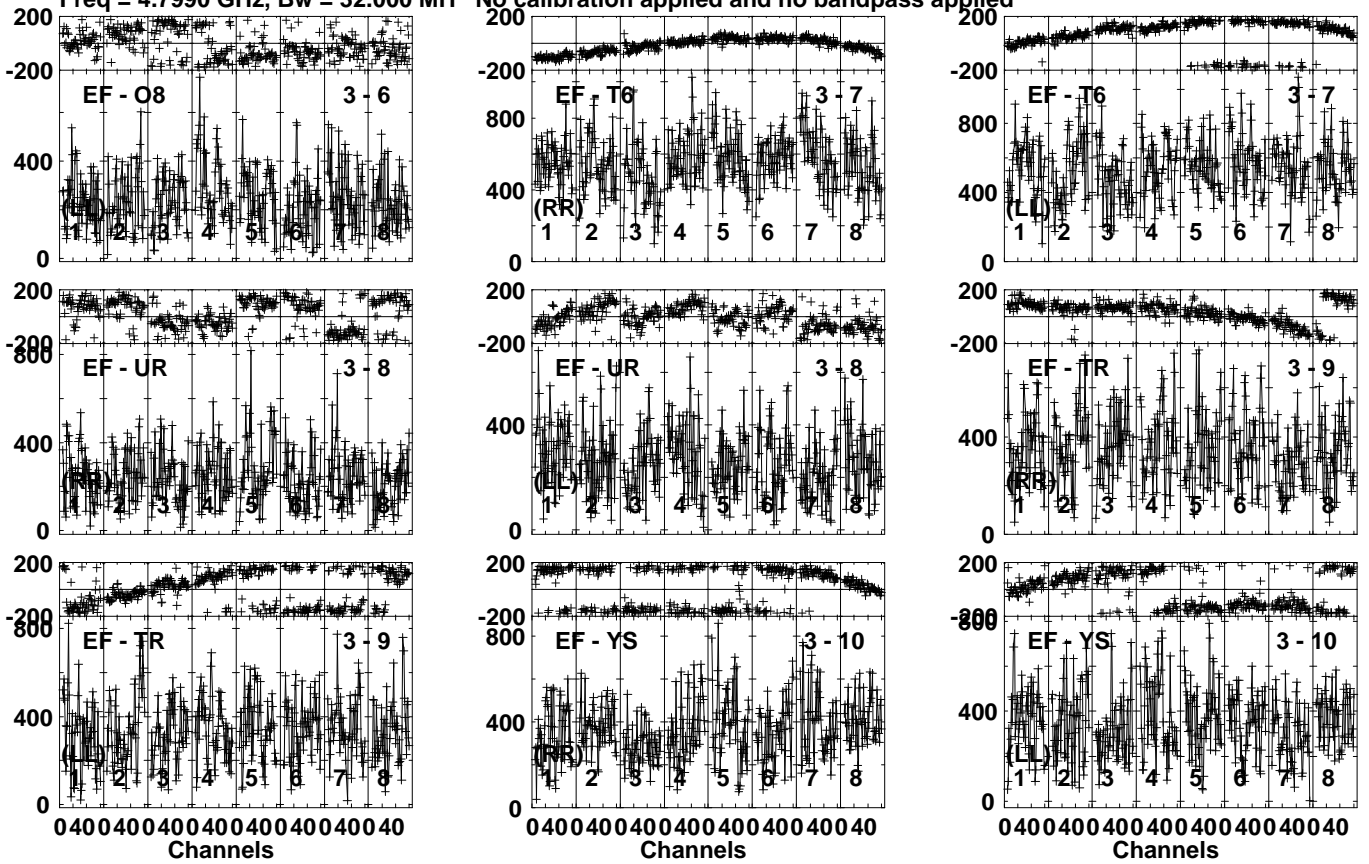 Freq = 4.7990 GHz, Bw = 32.000 MH No calibration applied and no bandpass applied
200 200 200
-200 -200 -200
EF - O8 3 - 6 EF - T6 3 - 7 EF - T6 3 - 7
800 800
400 400 400
(LL) (RR) (LL)
1 2 3 4 5 6 7 8 1 2 3 4 5 6 7 8 1 2 3 4 5 6 7 8
0 0 0
200 200 200
-200 -200 -200
800
EF - UR 3 - 8 EF - UR 3 - 8 EF - TR 3 - 9
400 400 400
(RR) (LL) (RR)
1 2 3 4 5 6 7 8 1 2 3 4 5 6 7 8 1 2 3 4 5 6 7 8
0 0 0
200 200 200
-200 -200 -200
800 800 800
EF - TR 3 - 9 EF - YS 3 - 10 EF - YS 3 - 10
400 400 400
(LL) (RR) (LL)
1 2 3 4 5 6 7 8 1 2 3 4 5 6 7 8 1 2 3 4 5 6 7 8
0 0 0
0 40 0 40 0 40 0 40 0 40 0 40 0 40 0 40 0 40 0 40 0 40 0 40 0 40 0 40 0 40 0 40 0 40 0 40 0 40 0 40 0 40 0 40 0 40 0 40
Channels Channels Channels